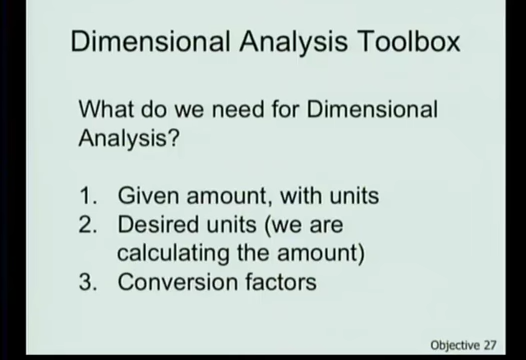 Dimensional Analysis Toolbox
What do we need for Dimensional
Analysis?
1. Given amount, with units
2. Desired units (we are
calculating the amount)
3. Conversion factors
Objective 27